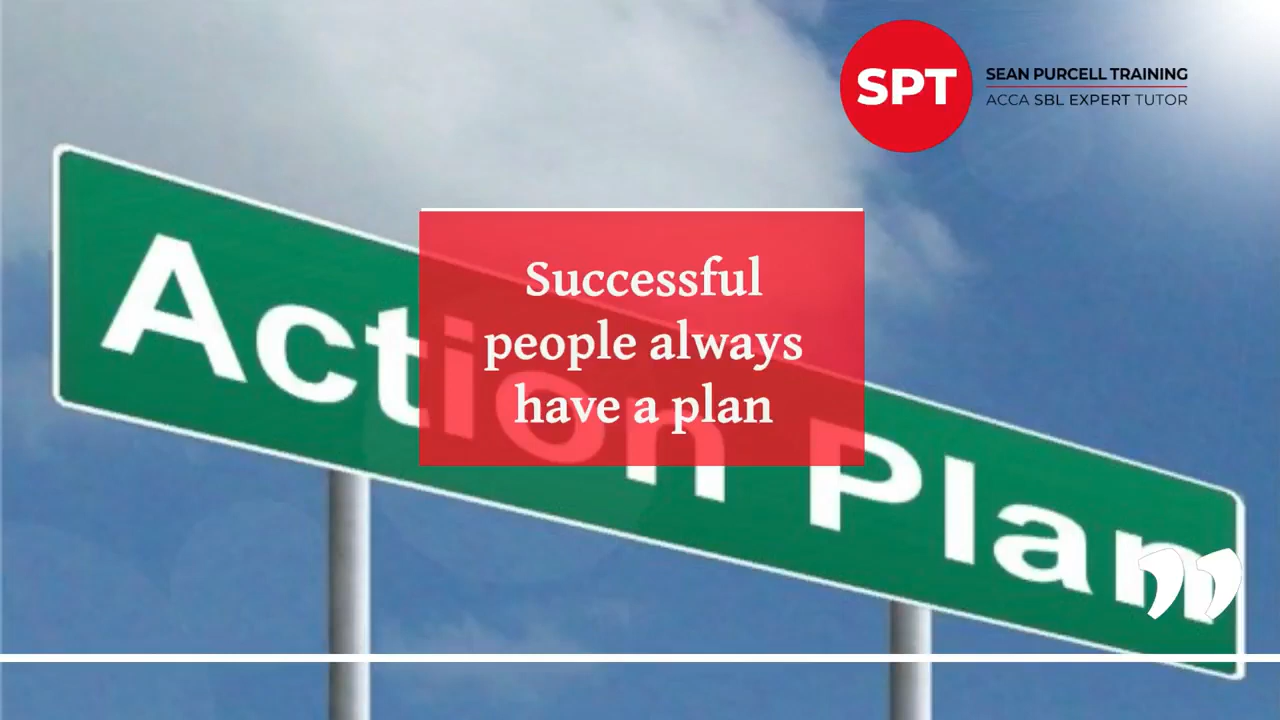 SPT
SEAN PURCELL TRAINING
ACCA SBL EXPERT TUTOR
Successful
people always
have a plan
Action Plan
”